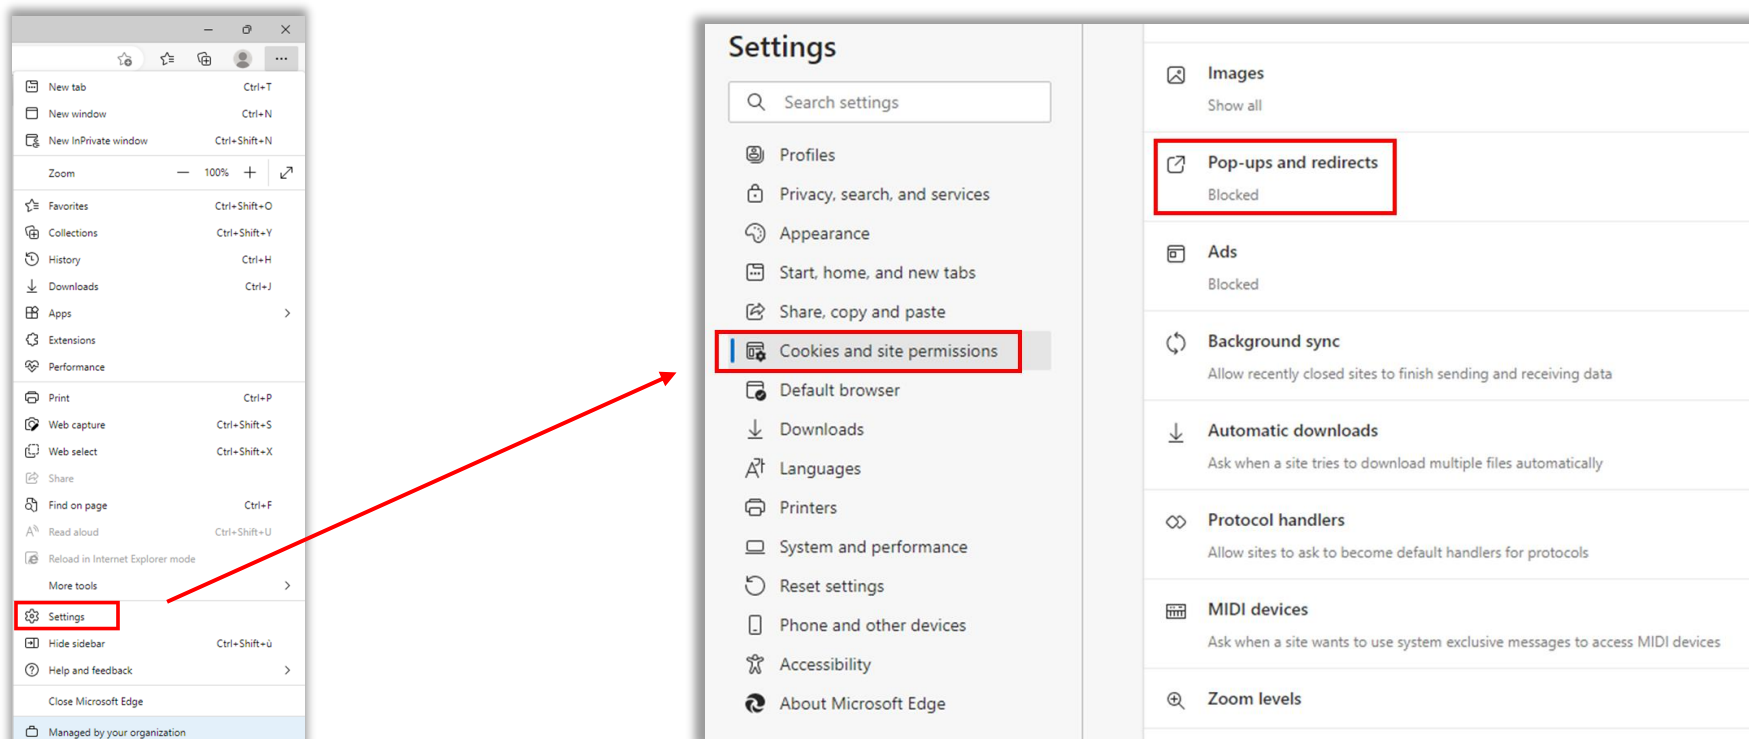 New tab Ctrl+T
New window Ctrl+N
New InPrivate window Ctrl+Shift+N
Zoom 100%
Favorites Ctrl+Shift+O
Collections Ctrl+Shift+Y
History Ctrl+H
Downloads Ctrl+J
Apps
Extensions
Performance
Print Ctrl+P
Web capture Ctrl+Shift+S
Web select Ctrl+Shift+X
Share
Find on page Ctrl+F
Read aloud Ctrl+Shift+U
Reload in Internet Explorer mode
More tools
Settings
Hide sidebar Ctrl+Shift+ù
Help and feedback
Close Microsoft Edge
Managed by your organization
Settings
Search settings
Profiles
Privacy, search, and services
Appearance
Start, home, and new tabs
Share, copy and paste
Cookies and site permissions
Default browser
Downloads
Languages
Printers
System and performance
Reset settings
Phone and other devices
Accessibility
About Microsoft Edge
Images
Show all
Pop-ups and redirects
Blocked
Ads
Blocked
Background sync
Allow recently closed sites to finish sending and receiving data
Automatic downloads
Ask when a site tries to download multiple files automatically
Protocol handlers
Allow sites to ask to become default handlers for protocols
MIDI devices
Ask when a site wants to use system exclusive messages to access MIDI devices
Zoom levels